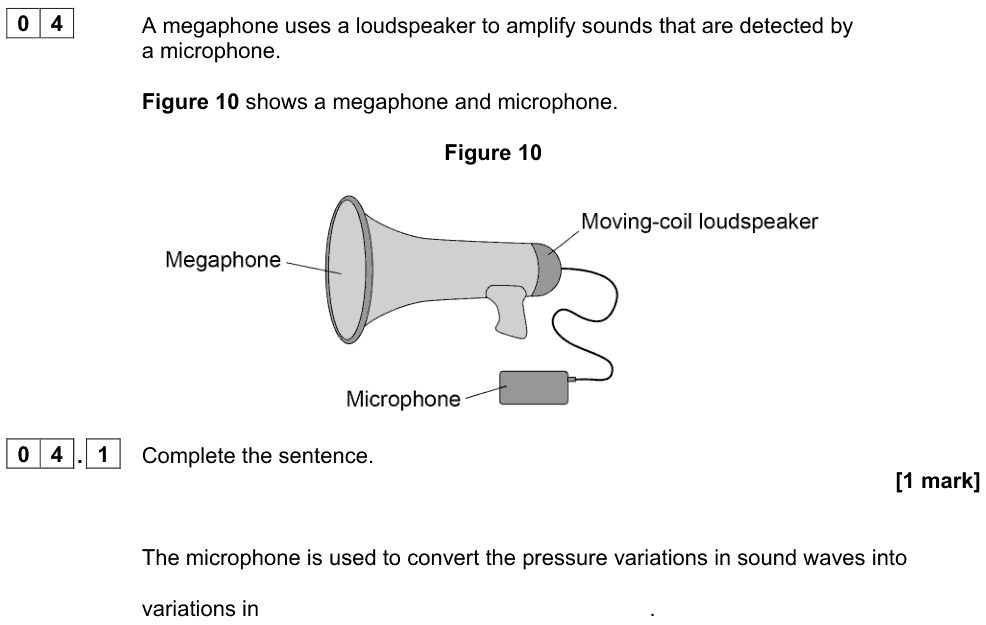 0 4 A megaphone uses a loudspeaker to amplify sounds that are detected by
a microphone.
Figure 10 shows a megaphone and microphone.
Figure 10
Moving-coil loudspeaker
Megaphone
Microphone
0 4 . 1 Complete the sentence.
[1 mark]
The microphone is used to convert the pressure variations in sound waves into
variations in .